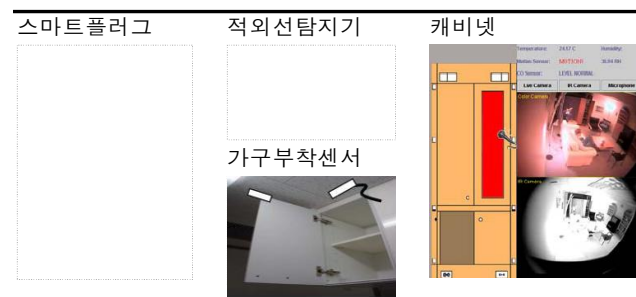 스마트플러그
적외선탐지기
가구부착센서
캐비넷
Temperature: 24.17 C Humidity:
Motion Sensor: MOTION!
CO Sensor: LEVEL NORMAL
Live Camera IR Camera Microphone
Color Camera
IR Camera